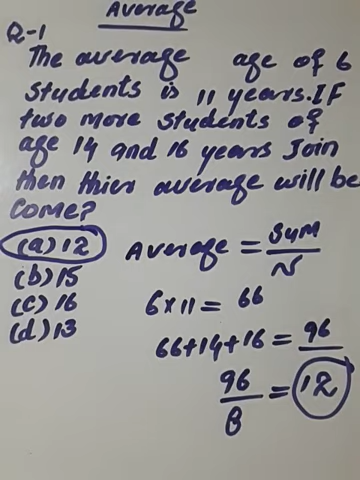 Average
Q-1
The average age of 6
students is 11 years. IF
two more students of
age 14 and 16 years Join
then thier average will be
come?
(a) 12
(b) 15
(c) 16
(d) 13
Average = Sum/N
6 x 11 = 66
66+14+16 = 96
96/8 = 12